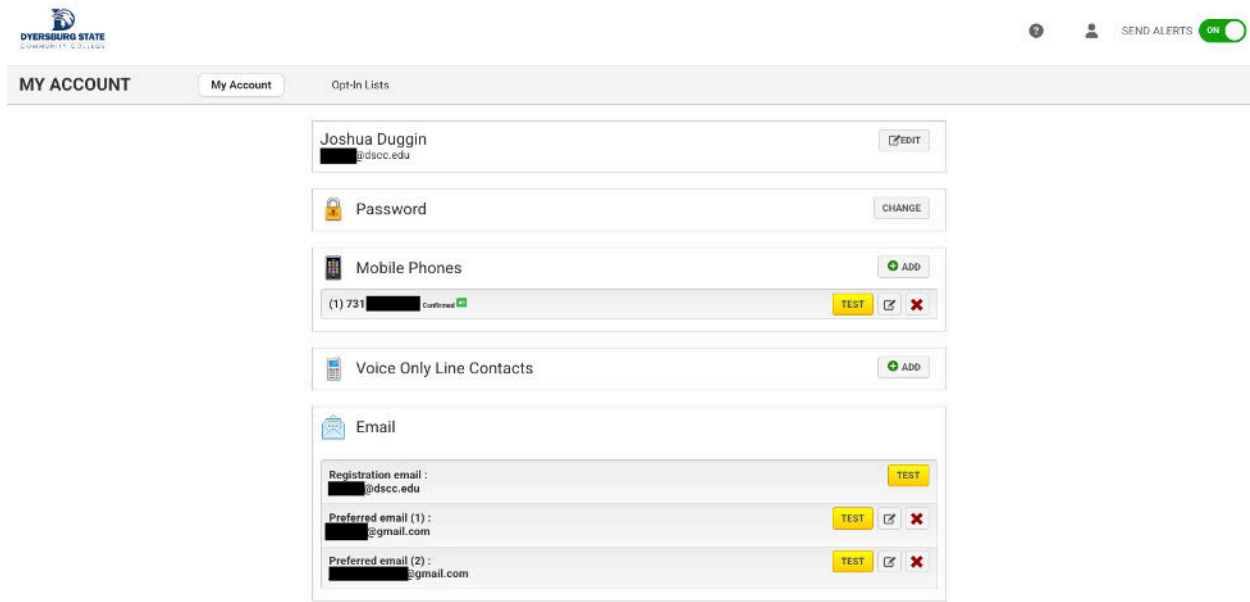 DYERSBURG STATE
COMMUNITY COLLEGE
SEND ALERTS ON
MY ACCOUNT
My Account
Opt-In Lists
Joshua Duggin
EDIT
@dscc.edu
Password
CHANGE
Mobile Phones
ADD
(1) 731
Confirmed
TEST
Voice Only Line Contacts
ADD
Email
Registration email :
TEST
@dscc.edu
Preferred email (1) :
TEST
@gmail.com
Preferred email (2) :
TEST
@gmail.com